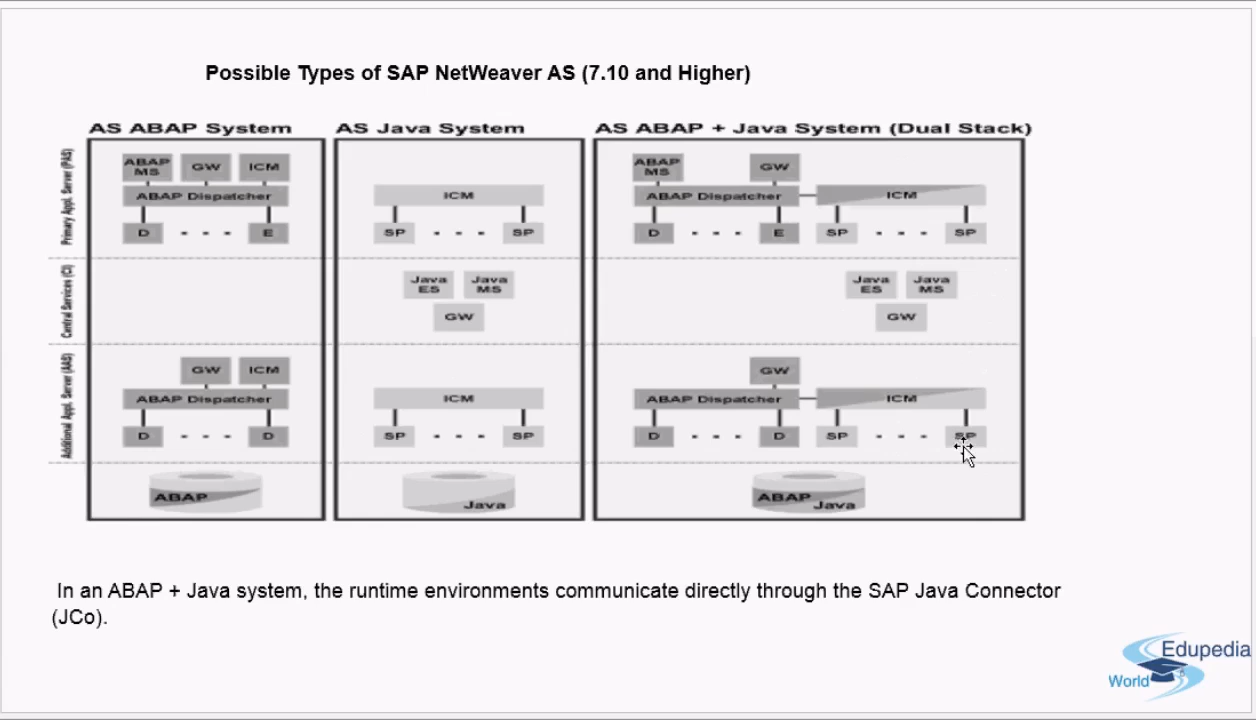 Possible Types of SAP NetWeaver AS (7.10 and Higher)
AS ABAP System
AS Java System
AS ABAP + Java System (Dual Stack)
Primary Appl. Server (PAS)
ABAP MS
GW
ICM
ABAP Dispatcher
D
E
ICM
SP
SP
ABAP MS
GW
ABAP Dispatcher
ICM
D
E
SP
SP
Central Services (CI)
Java ES
Java MS
GW
Java ES
Java MS
GW
Additional Appl. Server (AAS)
GW
ICM
ABAP Dispatcher
D
D
ICM
SP
SP
GW
ABAP Dispatcher
ICM
D
D
SP
SP
ABAP
Java
ABAP
Java
In an ABAP + Java system, the runtime environments communicate directly through the SAP Java Connector
(JCo).
Edupedia
World